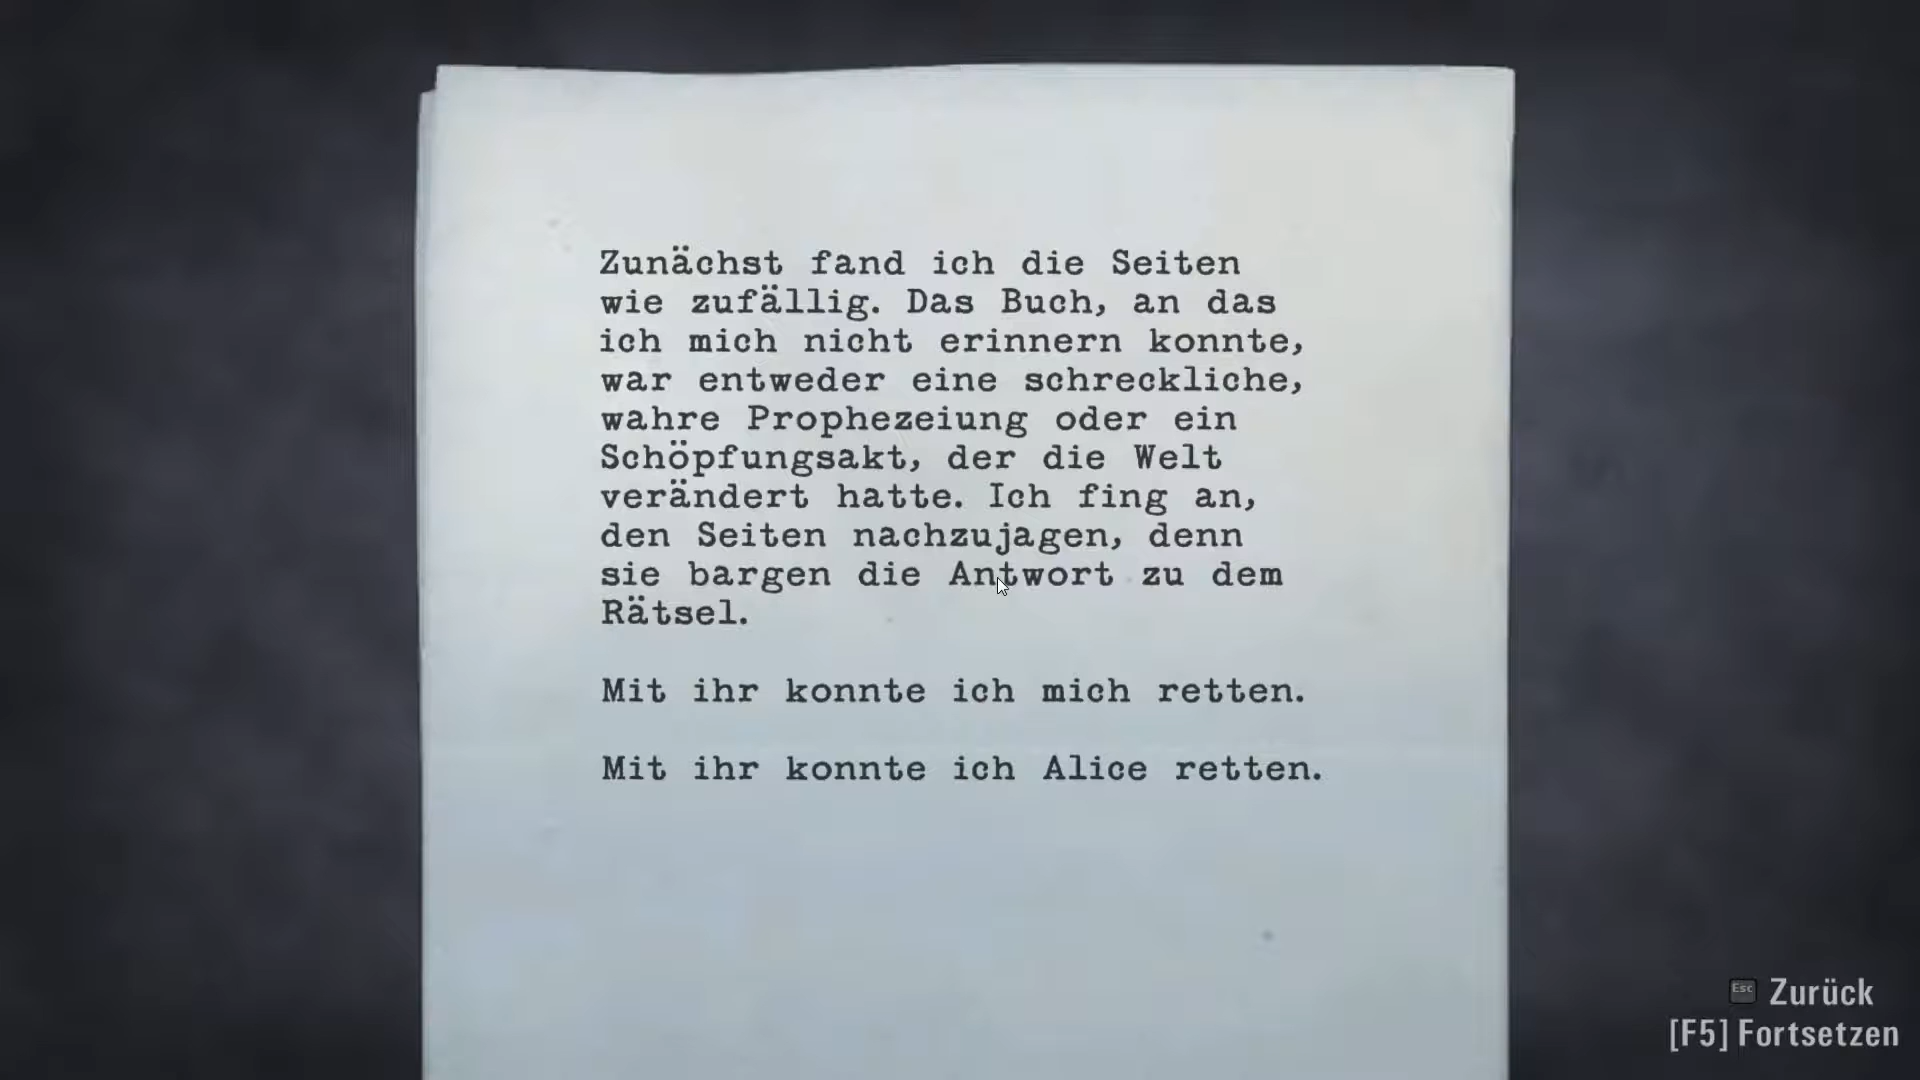 Zunächst fand ich die Seiten
wie zufällig. Das Buch, an das
ich mich nicht erinnern konnte,
war entweder eine schreckliche,
wahre Prophezeiung oder ein
Schöpfungsakt, der die Welt
verändert hatte. Ich fing an,
den Seiten nachzujagen, denn
sie bargen die Antwort zu dem
Rätsel.
Mit ihr konnte ich mich retten.
Mit ihr konnte ich Alice retten.
Esc Zurück
[F5] Fortsetzen